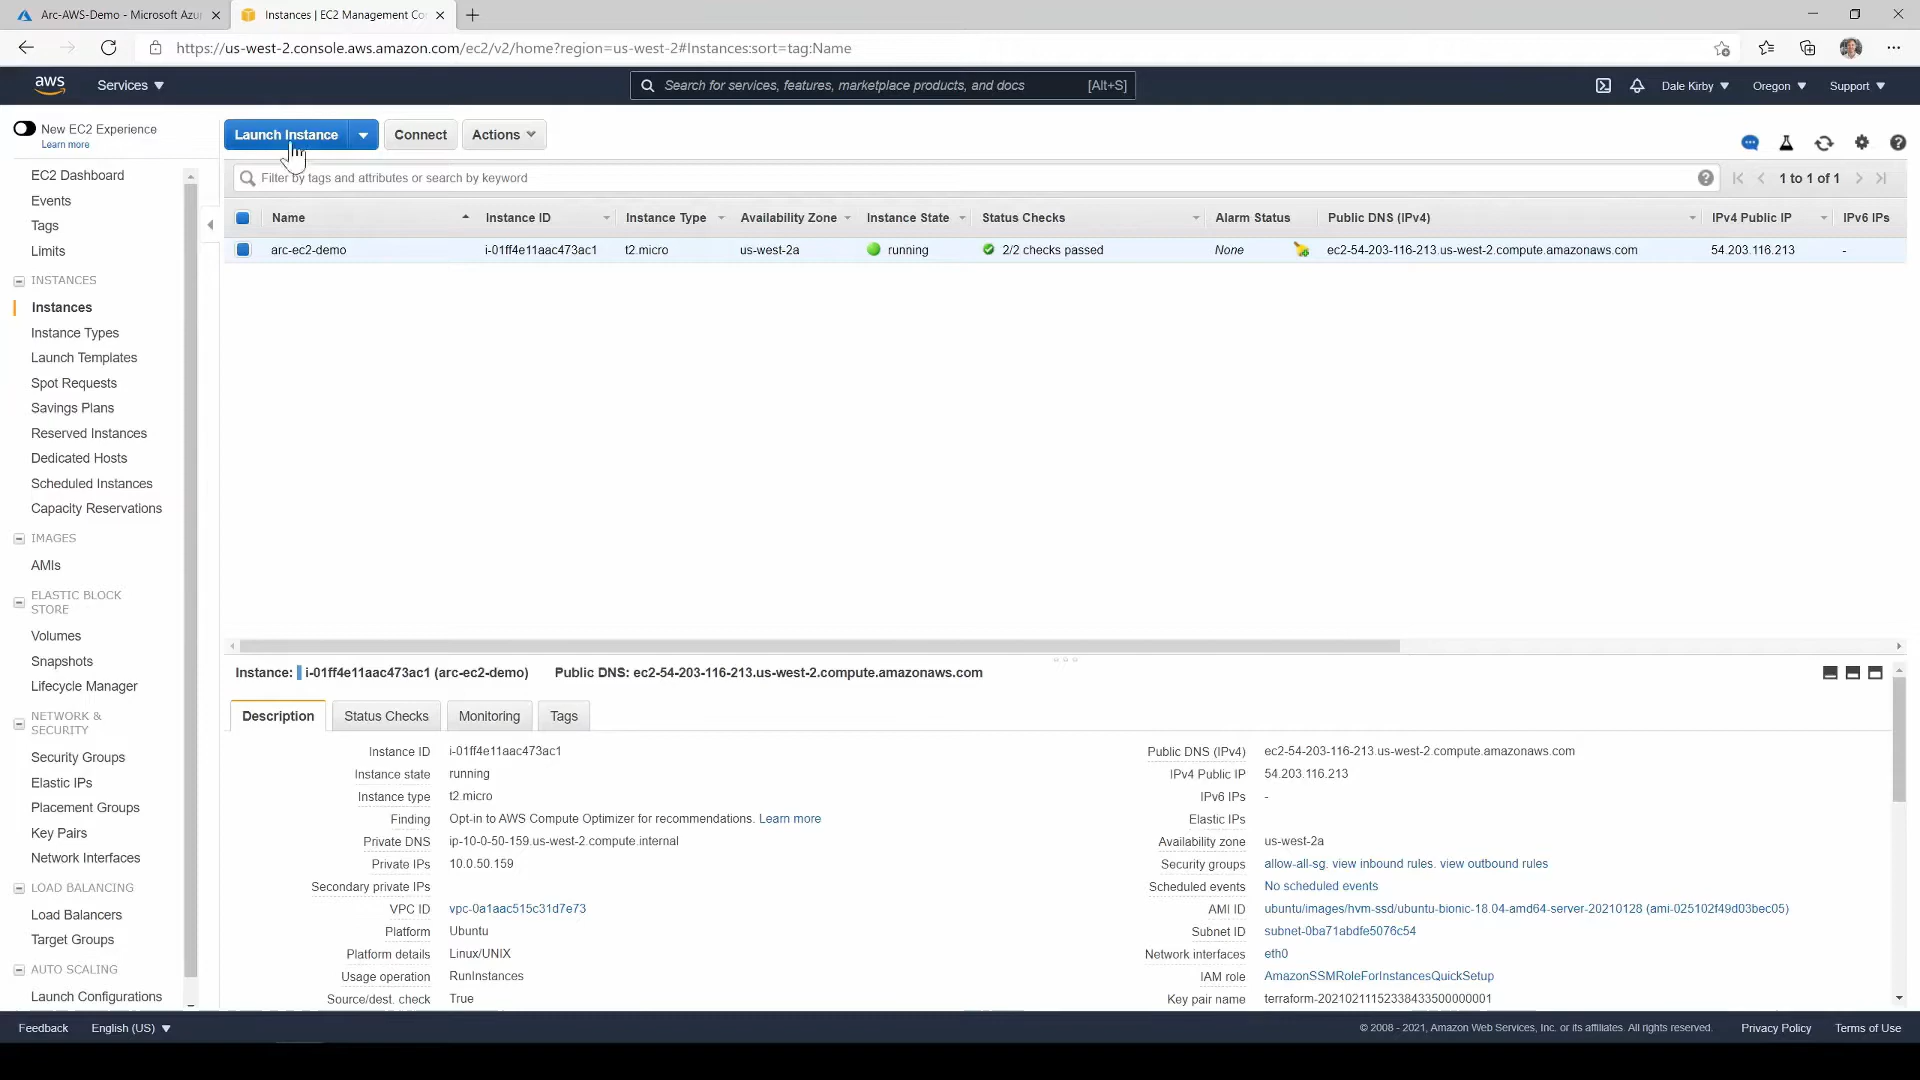 Arc-AWS-Demo - Microsoft Azu
Instances | EC2 Management Co
https://us-west-2.console.aws.amazon.com/ec2/v2/home?region=us-west-2#Instances:sort=tag:Name
aws
Services
Search for services, features, marketplace products, and docs
[Alt+S]
Dale Kirby
Oregon
Support
New EC2 Experience
Learn more
EC2 Dashboard
Events
Tags
Limits
INSTANCES
Instances
Instance Types
Launch Templates
Spot Requests
Savings Plans
Reserved Instances
Dedicated Hosts
Scheduled Instances
Capacity Reservations
IMAGES
AMIs
ELASTIC BLOCK
STORE
Volumes
Snapshots
Lifecycle Manager
NETWORK &
SECURITY
Security Groups
Elastic IPs
Placement Groups
Key Pairs
Network Interfaces
LOAD BALANCING
Load Balancers
Target Groups
AUTO SCALING
Launch Configurations
Launch Instance
Connect
Actions
Filter by tags and attributes or search by keyword
1 to 1 of 1
Name Instance ID Instance Type Availability Zone Instance State Status Checks Alarm Status Public DNS (IPv4) IPv4 Public IP IPv6 IPs
arc-ec2-demo i-01ff4e11aac473ac1 t2.micro us-west-2a running 2/2 checks passed None ec2-54-203-116-213.us-west-2.compute.amazonaws.com 54.203.116.213 -
Instance: i-01ff4e11aac473ac1 (arc-ec2-demo) Public DNS: ec2-54-203-116-213.us-west-2.compute.amazonaws.com
Description Status Checks Monitoring Tags
Instance ID i-01ff4e11aac473ac1
Instance state running
Instance type t2.micro
Finding Opt-in to AWS Compute Optimizer for recommendations. Learn more
Private DNS ip-10-0-50-159.us-west-2.compute.internal
Private IPs 10.0.50.159
Secondary private IPs
VPC ID vpc-0a1aac515c31d7e73
Platform Ubuntu
Platform details Linux/UNIX
Usage operation RunInstances
Source/dest. check True
Public DNS (IPv4) ec2-54-203-116-213.us-west-2.compute.amazonaws.com
IPv4 Public IP 54.203.116.213
IPv6 IPs -
Elastic IPs
Availability zone us-west-2a
Security groups allow-all-sg. view inbound rules. view outbound rules
Scheduled events No scheduled events
AMI ID ubuntu/images/hvm-ssd/ubuntu-bionic-18.04-amd64-server-20210128 (ami-025102f49d03bec05)
Subnet ID subnet-0ba71abdfe5076c54
Network interfaces eth0
IAM role AmazonSSMRoleForInstancesQuickSetup
Key pair name terraform-20210211152338433500000001
Feedback
English (US)
© 2008 - 2021, Amazon Web Services, Inc. or its affiliates. All rights reserved.
Privacy Policy
Terms of Use